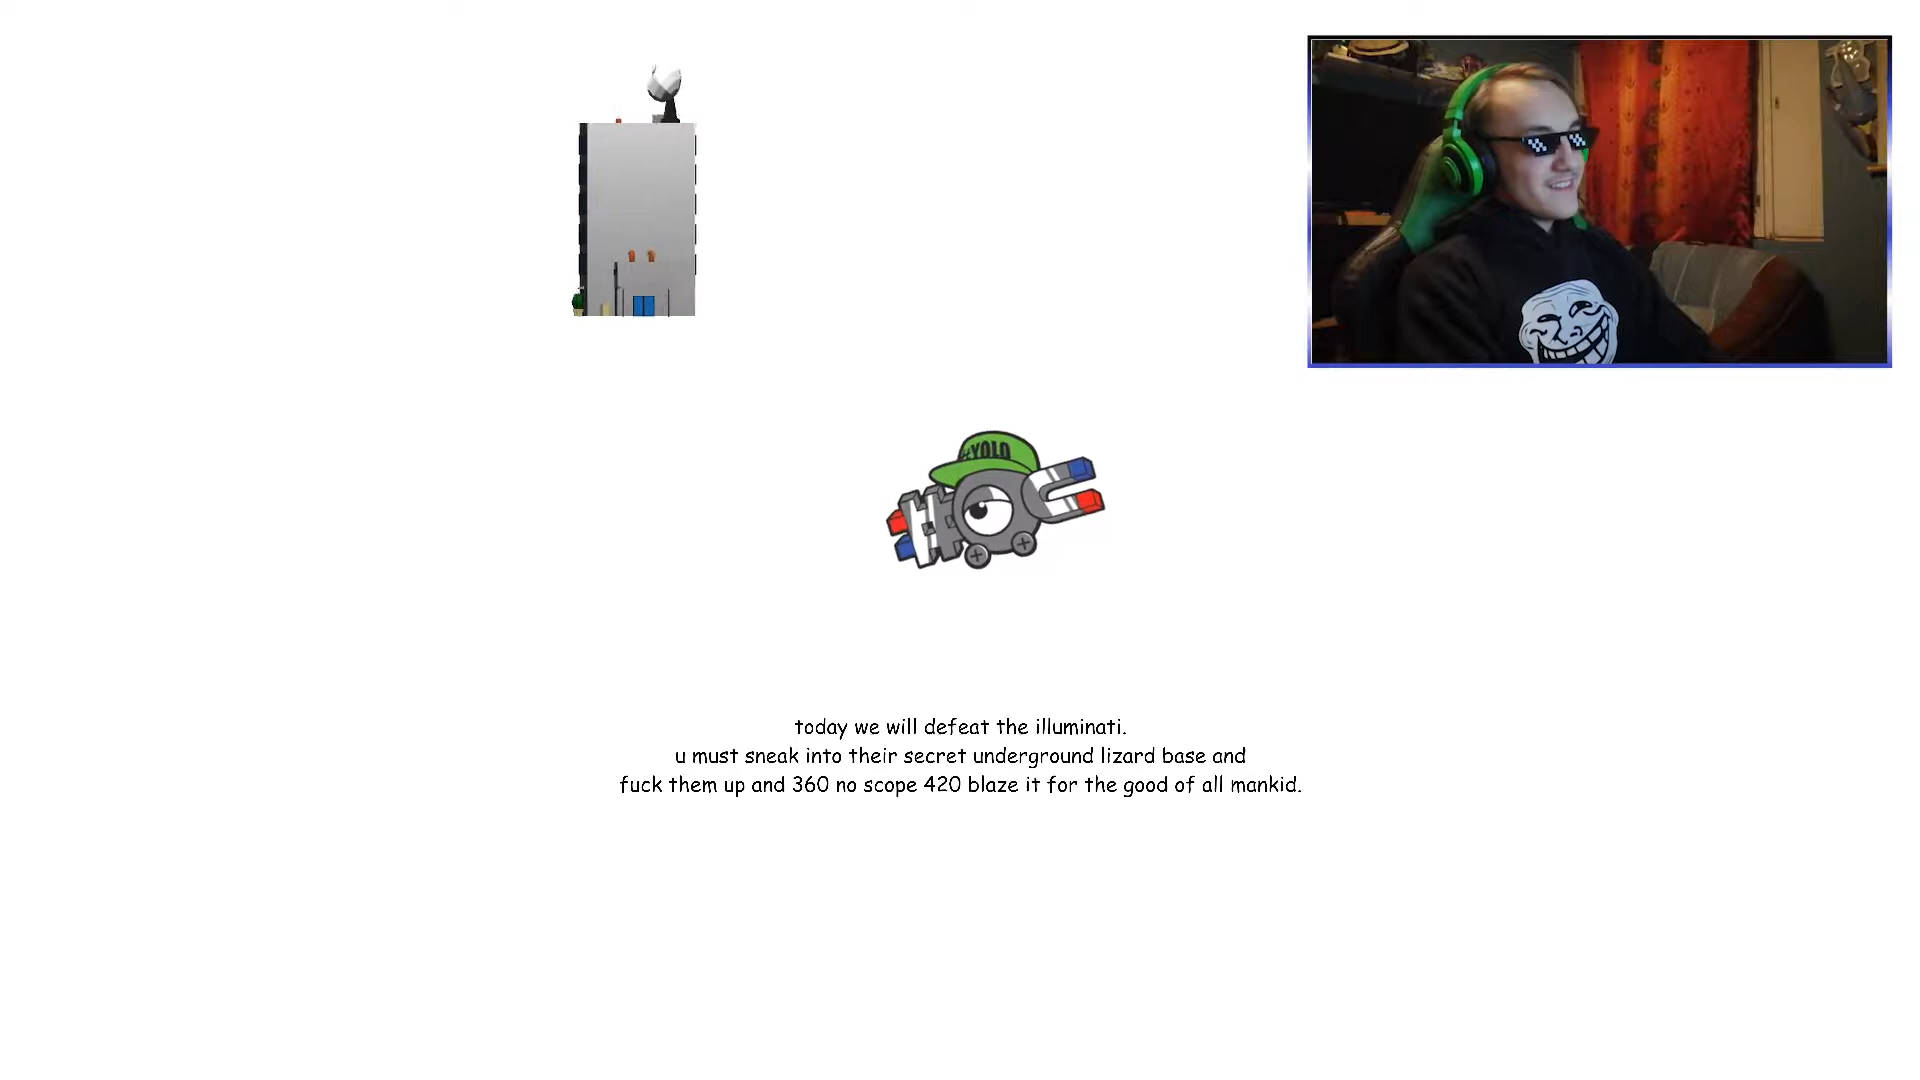 #YOLO
today we will defeat the illuminati.
u must sneak into their secret underground lizard base and
fuck them up and 360 no scope 420 blaze it for the good of all mankid.